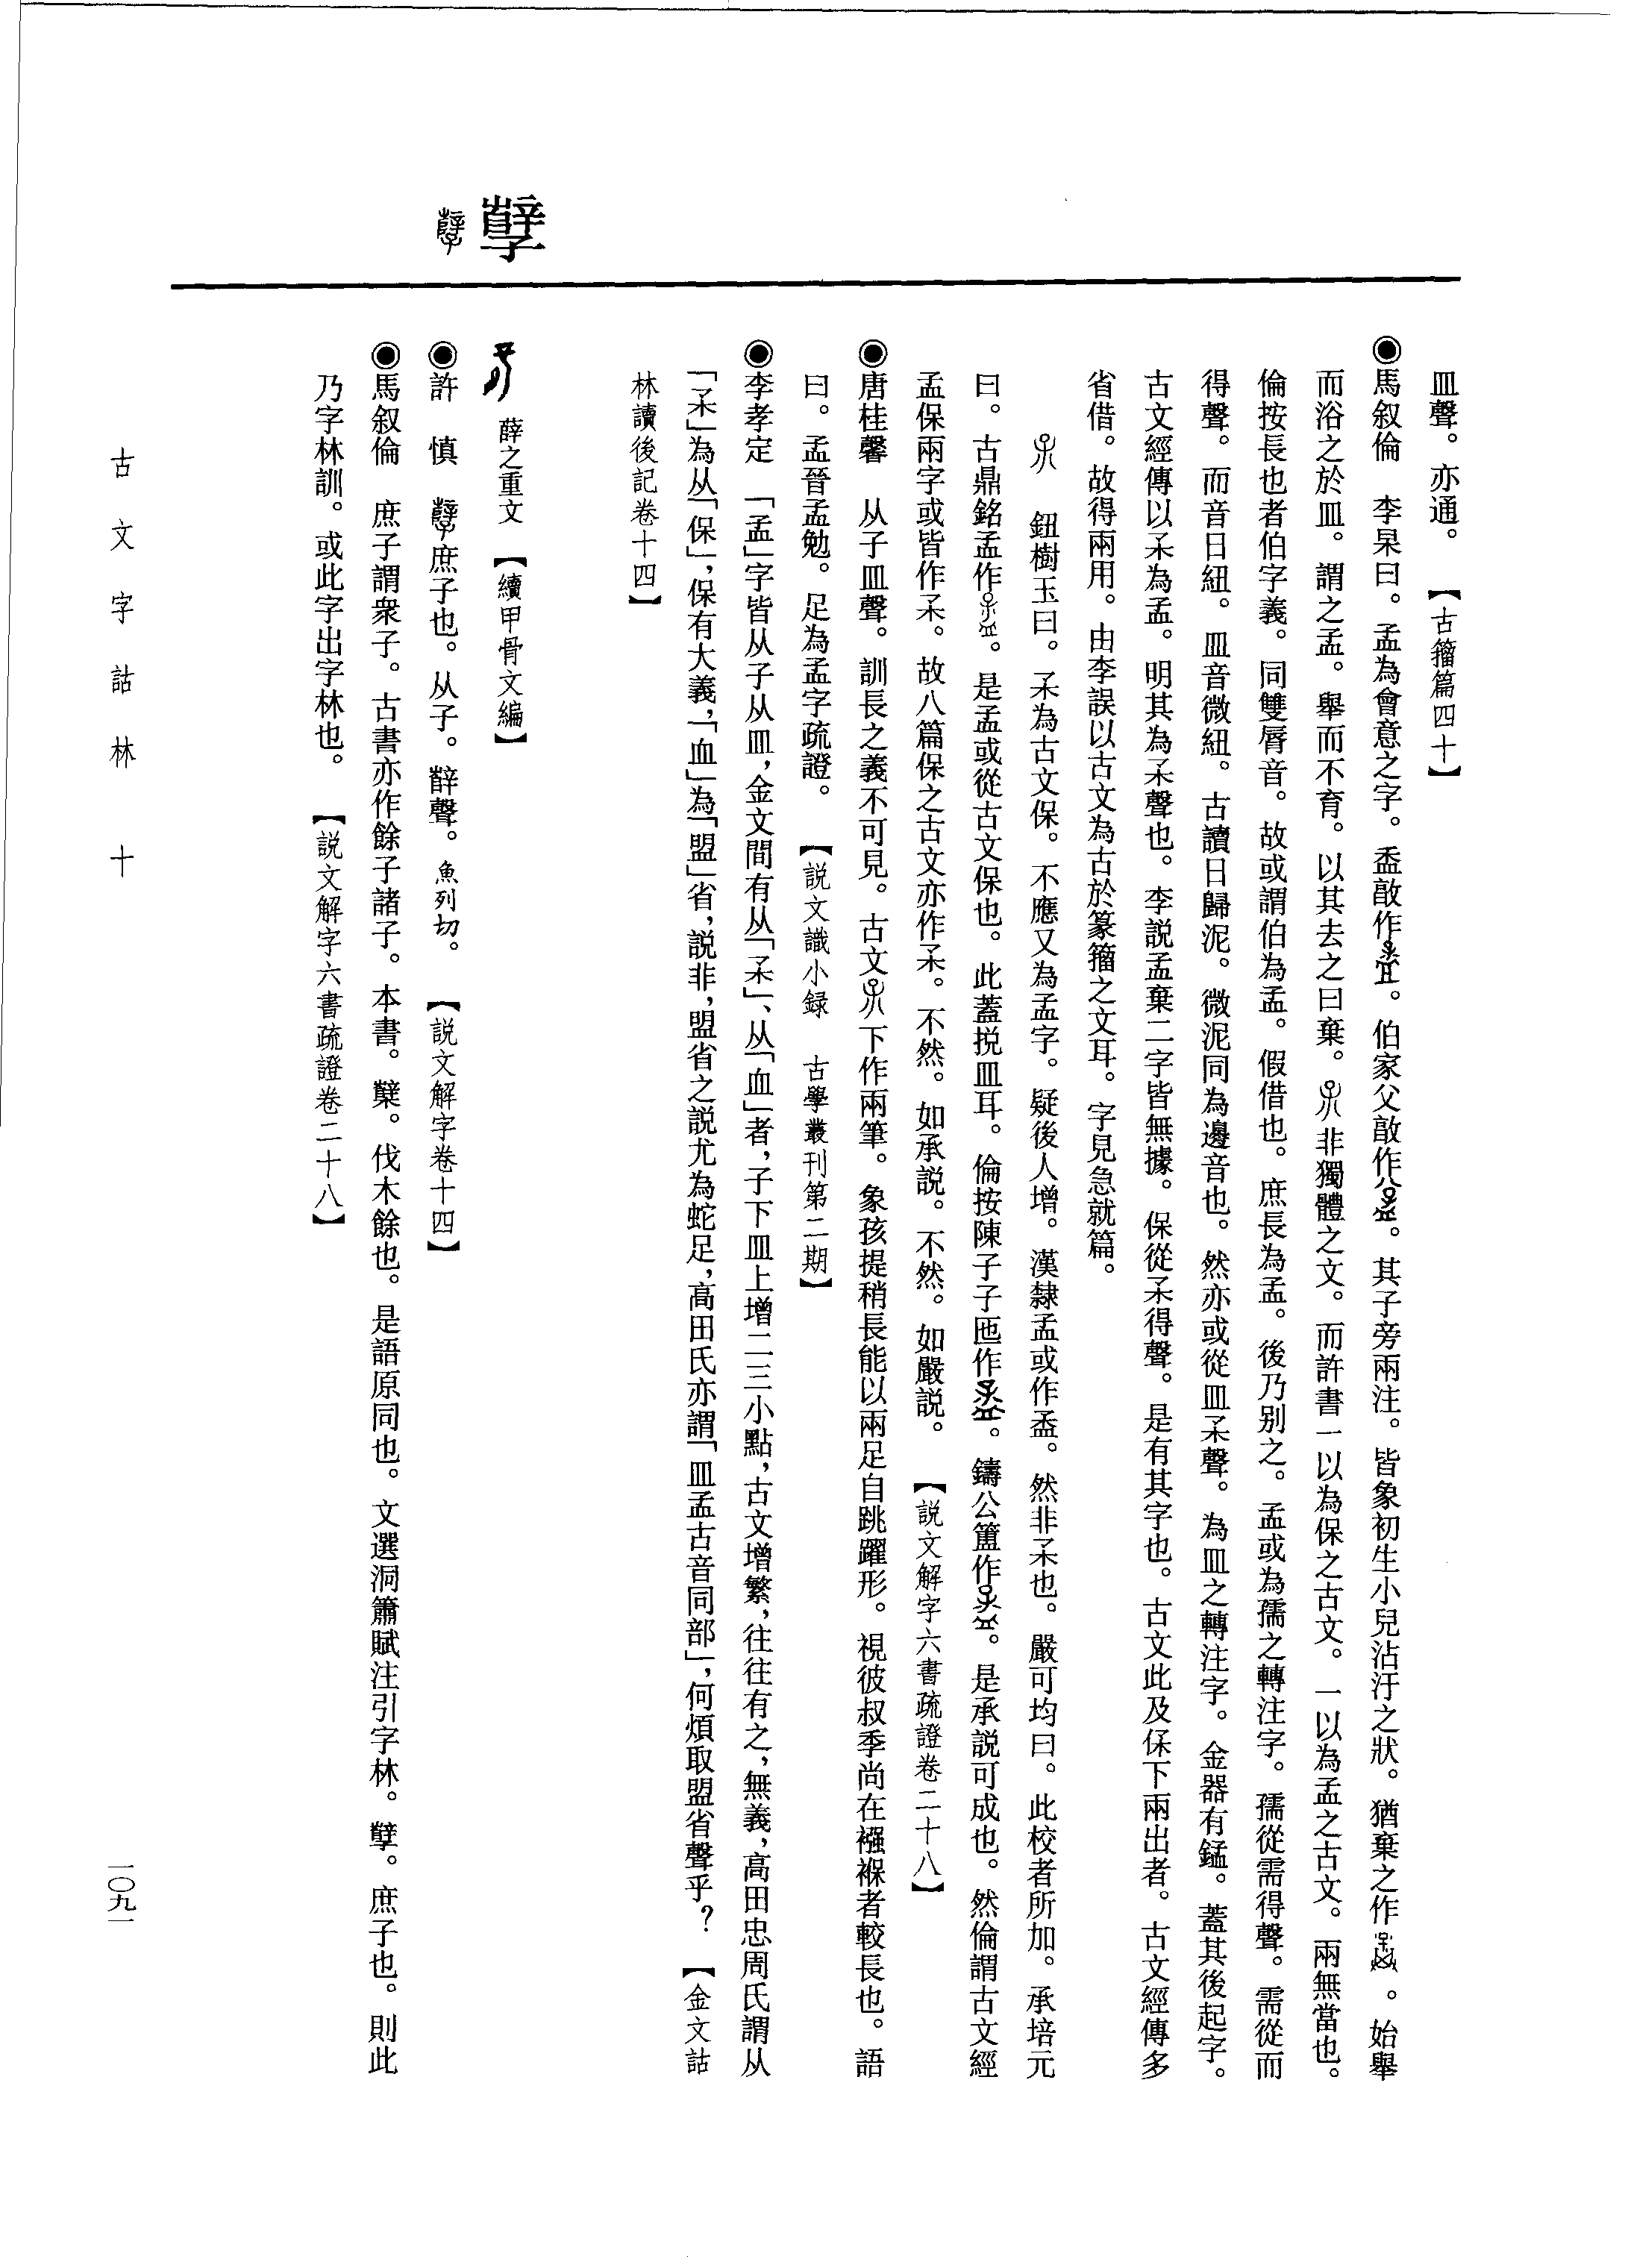 孼
皿聲。亦通。　【古籀篇四十】
◉馬叙倫　李杲曰。孟為會意之字。孟敢作。伯家父敢作。其子旁兩注。皆象初生小兒沾汙之狀。猶棄之作。始舉
而浴之於皿。謂之孟。舉而不育。以其去之曰棄。非獨體之文。而許書一以為保之古文。一以為孟之古文。兩無當也。
倫按長也者伯字義。同雙脣音。故或謂伯為孟。假借也。庶長為孟。後乃別之。孟或為孺之轉注字。孺從需得聲。需從而
得聲。而音日紐。皿音微紐。古讀日歸泥。微泥同為邊音也。然亦或從皿㑒聲。為皿之轉注字。金器有錳。蓋其後起字。
古文經傳以𣎼為孟。明其為𣎼聲也。李説孟棄二字皆無據。保從𣎼得聲。是有其字也。古文此及保下兩出者。古文經傳多
省借。故得兩用。由李誤以古文為古於篆籀之文耳。字見急就篇。
鈕樹玉曰。𣎼為古文保。不應又為孟字。疑後人增。漢隸孟或作盃。然非𣎼也。嚴可均曰。此校者所加。承培元
曰。古鼎銘孟作。是孟或從古文保也。此蓋挩皿耳。倫按陳子子匜作。鑄公簠作。是承説可成也。然倫謂古文經
孟保兩字或皆作𣎼。故八篇保之古文亦作𣎼。不然。如承説。不然。如嚴説。　【説文解字六書疏證卷二十八】
◉唐桂馨　从子皿聲。訓長之義不可見。古文下作兩筆。象孩提稍長能以兩足自跳躍形。視彼叔季尚在襁褓者較長也。語
曰。孟晉孟勉。足為孟字疏證。　【説文識小録　古學叢刊第二期】
◉李孝定　「孟」字皆从子从皿，金文間有从「𣎼」、从「血」者，子下皿上增二三小點，古文增繁，往往有之，無義，高田忠周氏謂从
「𣎼」為从「保」，保有大義，「血」為「盟」省，説非，盟省之説尤為蛇足，高田氏亦謂「皿孟古音同部」，何煩取盟省聲乎？　【金文詁
林讀後記卷十四】
薛之重文　【續甲骨文編】
◉許　慎　庶子也。从子。辥聲。魚列切。　【説文解字卷十四】
◉馬叙倫　庶子謂衆子。古書亦作餘子諸子。本書。櫱。伐木餘也。是語原同也。文選洞簫賦注引字林。孼。庶子也。則此
乃字林訓。或此字出字林也。　【説文解字六書疏證卷二十八】
古文字詁林　十
一〇九一